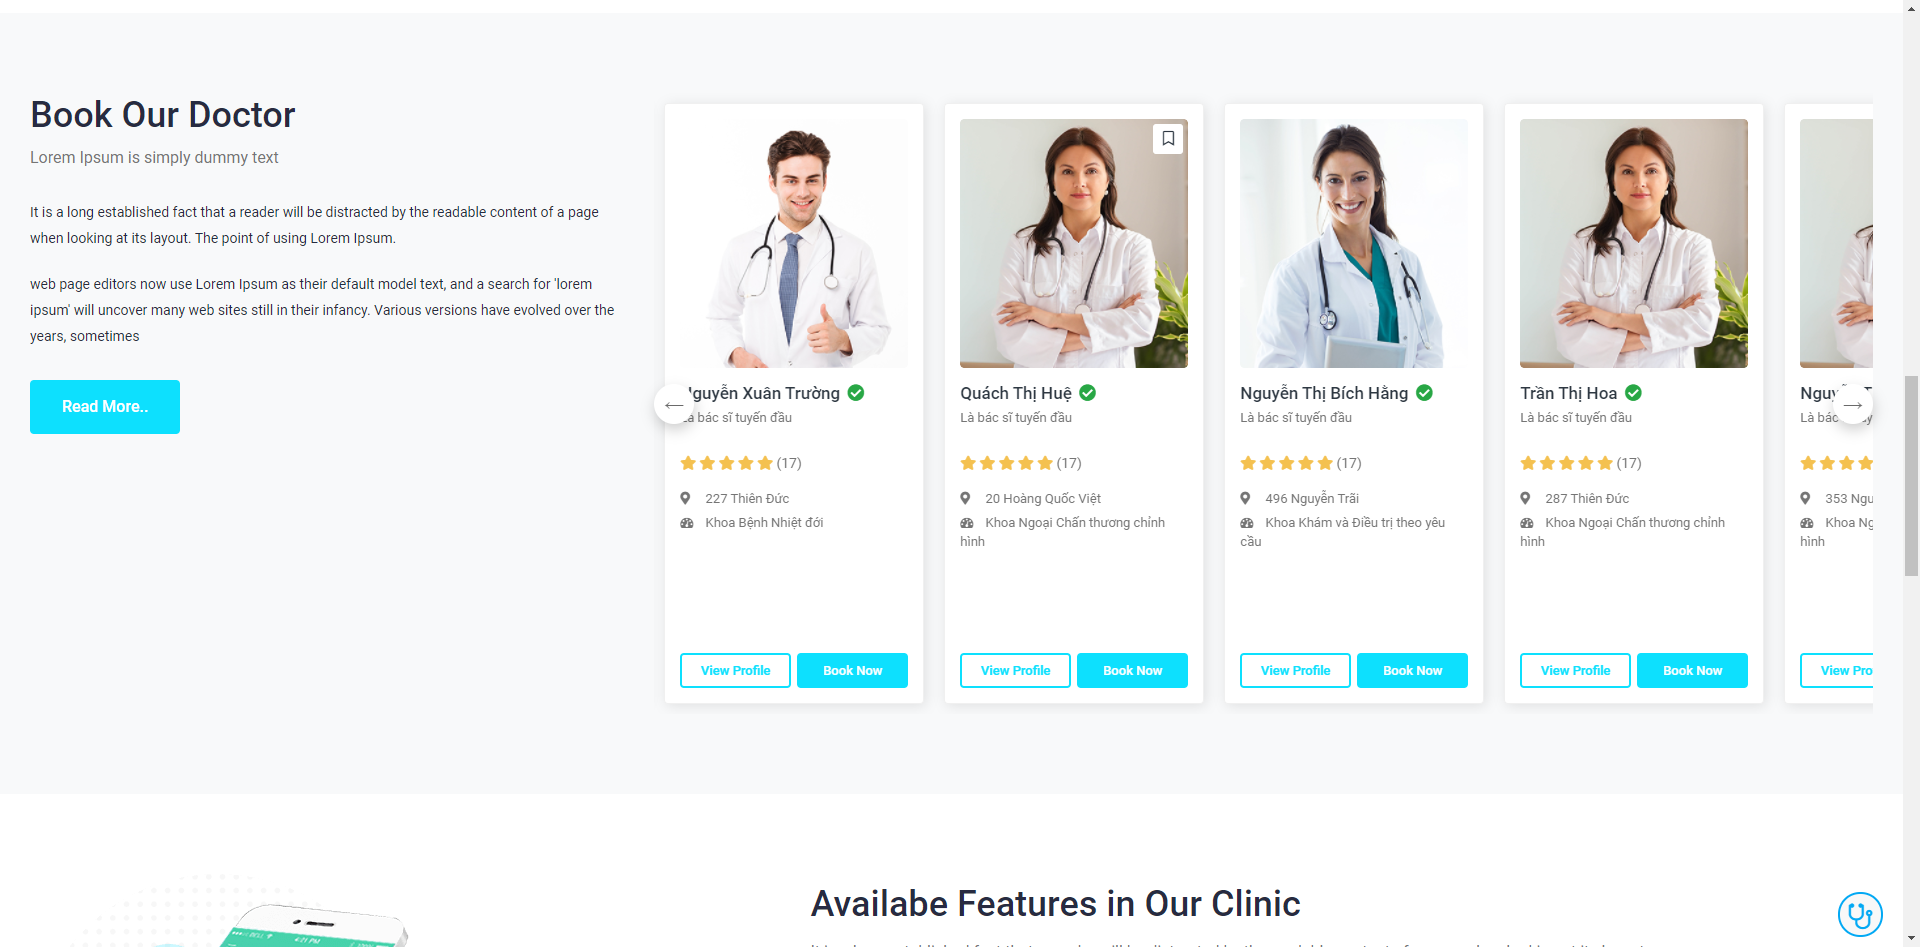 Book Our Doctor
Lorem Ipsum is simply dummy text
It is a long established fact that a reader will be distracted by the readable content of a page
when looking at its layout. The point of using Lorem Ipsum.
web page editors now use Lorem Ipsum as their default model text, and a search for 'lorem
ipsum' will uncover many web sites still in their infancy. Various versions have evolved over the
years, sometimes
Read More..
Nguyễn Xuân Trường
Là bác sĩ tuyến đầu
(17)
227 Thiên Đức
Khoa Bệnh Nhiệt đới
View Profile
Book Now
Quách Thị Huệ
Là bác sĩ tuyến đầu
(17)
20 Hoàng Quốc Việt
Khoa Ngoại Chấn thương chỉnh
hình
View Profile
Book Now
Nguyễn Thị Bích Hằng
Là bác sĩ tuyến đầu
(17)
496 Nguyễn Trãi
Khoa Khám và Điều trị theo yêu
cầu
View Profile
Book Now
Trần Thị Hoa
Là bác sĩ tuyến đầu
(17)
287 Thiên Đức
Khoa Ngoại Chấn thương chỉnh
hình
View Profile
Book Now
Là bác
353 Ngu
Khoa Ng
hình
View Pro
Availabe Features in Our Clinic
4:21 PM